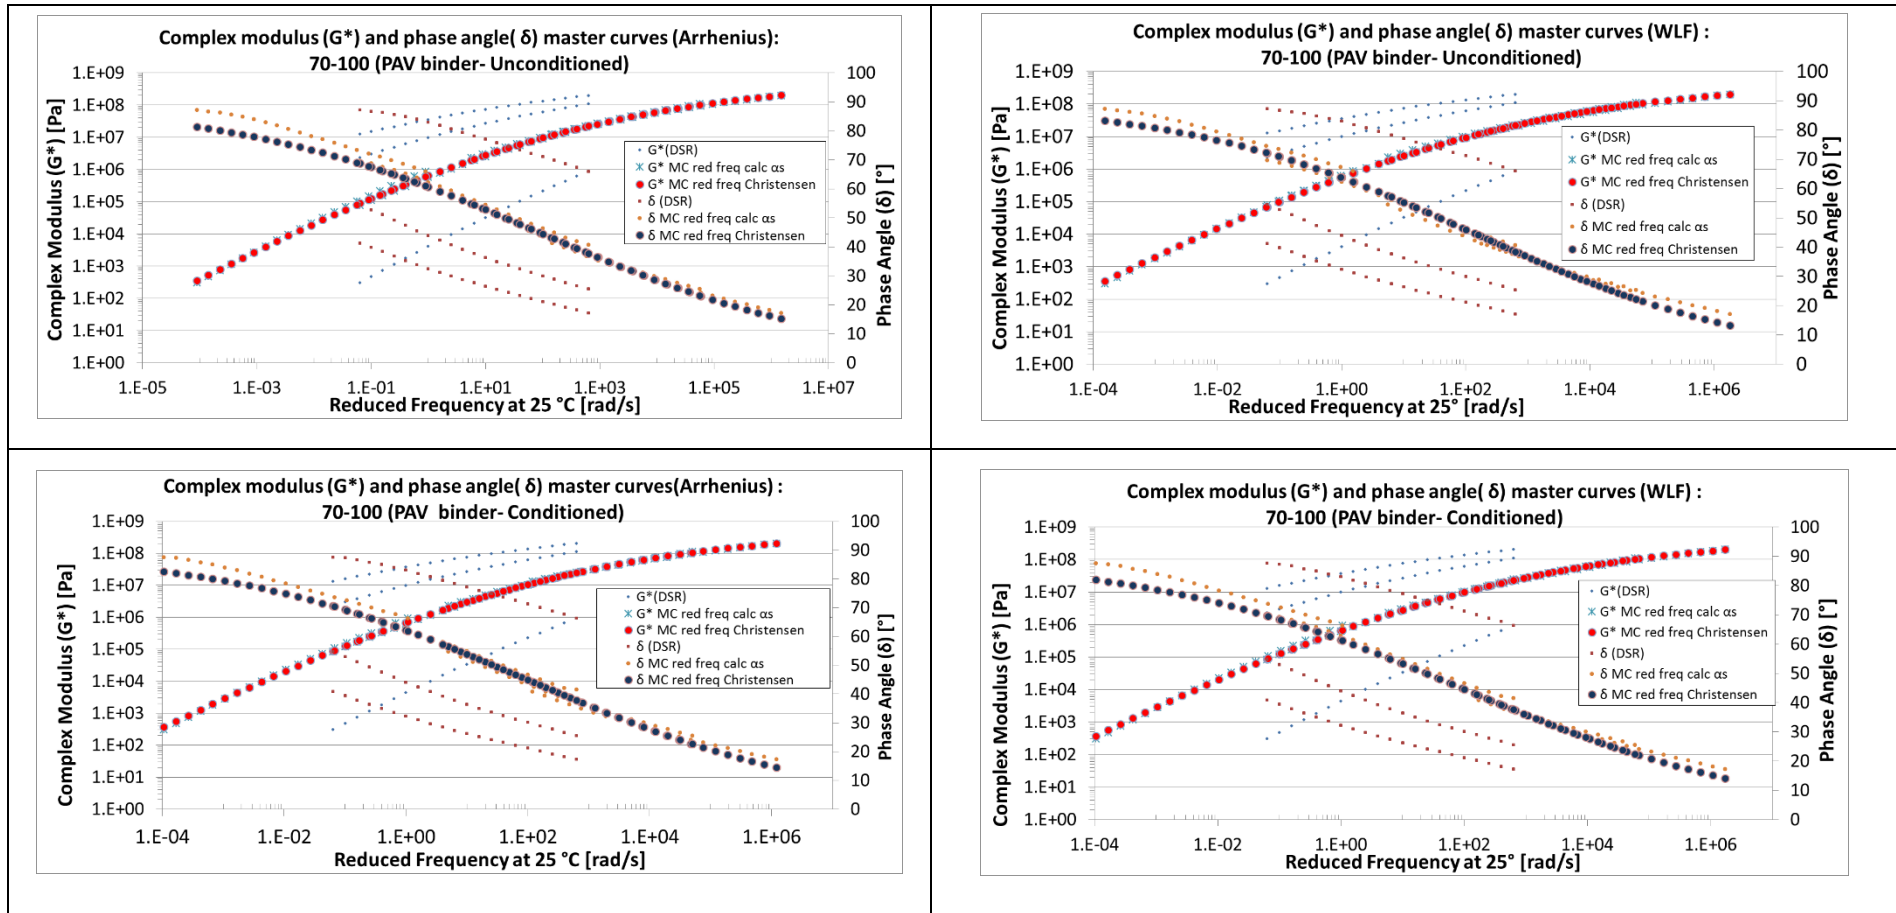 Complex modulus (G*) and phase angle( δ) master curves (Arrhenius):
70-100 (PAV binder- Unconditioned)
1.E+09
1.E+08
1.E+07
1.E+06
1.E+05
1.E+04
1.E+03
1.E+02
1.E+01
1.E+00
Complex Modulus (G*) [Pa]
100
90
80
70
60
50
40
30
20
10
0
Phase Angle (δ) [°]
G*(DSR)
G* MC red freq calc αs
G* MC red freq Christensen
δ (DSR)
δ MC red freq calc αs
δ MC red freq Christensen
1.E-05 1.E-03 1.E-01 1.E+01 1.E+03 1.E+05 1.E+07
Reduced Frequency at 25 °C [rad/s]
Complex modulus (G*) and phase angle( δ) master curves (WLF) :
70-100 (PAV binder- Unconditioned)
1.E+09
1.E+08
1.E+07
1.E+06
1.E+05
1.E+04
1.E+03
1.E+02
1.E+01
1.E+00
Complex Modulus (G*) [Pa]
100
90
80
70
60
50
40
30
20
10
0
Phase Angle (δ) [°]
G*(DSR)
G* MC red freq calc αs
G* MC red freq Christensen
δ (DSR)
δ MC red freq calc αs
δ MC red freq Christensen
1.E-04 1.E-02 1.E+00 1.E+02 1.E+04 1.E+06
Reduced Frequency at 25° [rad/s]
Complex modulus (G*) and phase angle( δ) master curves(Arrhenius) :
70-100 (PAV binder- Conditioned)
1.E+09
1.E+08
1.E+07
1.E+06
1.E+05
1.E+04
1.E+03
1.E+02
1.E+01
1.E+00
Complex Modulus (G*) [Pa]
100
90
80
70
60
50
40
30
20
10
0
Phase Angle (δ) [°]
G*(DSR)
G* MC red freq calc αs
G* MC red freq Christensen
δ (DSR)
δ MC red freq calc αs
δ MC red freq Christensen
1.E-04 1.E-02 1.E+00 1.E+02 1.E+04 1.E+06
Reduced Frequency at 25 °C [rad/s]
Complex modulus (G*) and phase angle( δ) master curves (WLF) :
70-100 (PAV binder- Conditioned)
1.E+09
1.E+08
1.E+07
1.E+06
1.E+05
1.E+04
1.E+03
1.E+02
1.E+01
1.E+00
Complex Modulus (G*) [Pa]
100
90
80
70
60
50
40
30
20
10
0
Phase Angle (δ) [°]
G*(DSR)
G* MC red freq calc αs
G* MC red freq Christensen
δ (DSR)
δ MC red freq calc αs
δ MC red freq Christensen
1.E-04 1.E-02 1.E+00 1.E+02 1.E+04 1.E+06
Reduced Frequency at 25° [rad/s]